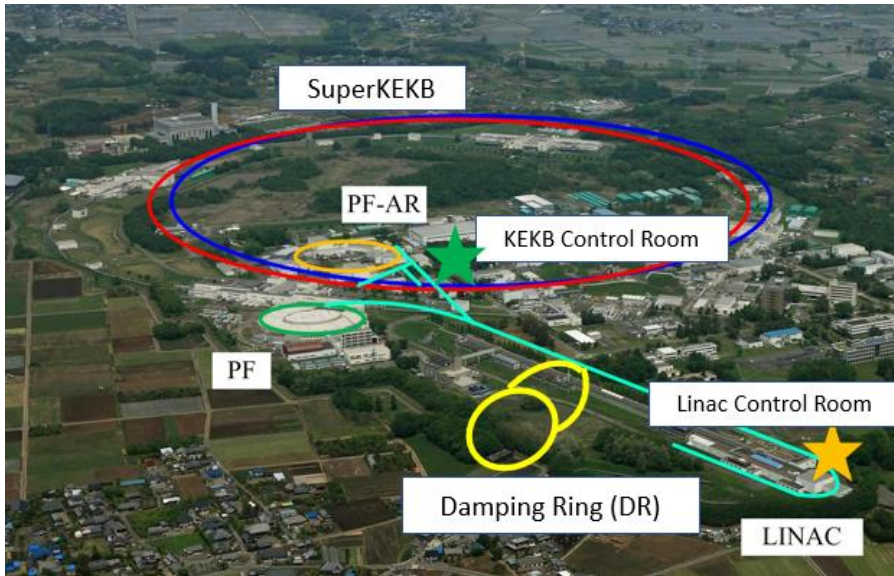 SuperKEKB
PF-AR
KEKB Control Room
PF
Linac Control Room
Damping Ring (DR)
LINAC